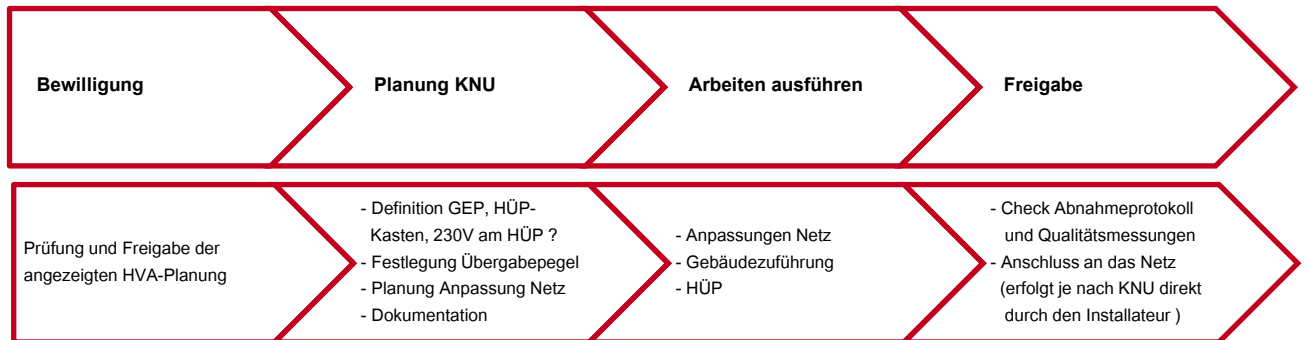 Bewilligung
Planung KNU
Arbeiten ausführen
Freigabe
Prüfung und Freigabe der
angezeigten HVA-Planung
- Definition GEP, HÜP-
Kasten, 230V am HÜP ?
- Festlegung Übergabepegel
- Planung Anpassung Netz
- Dokumentation
- Anpassungen Netz
- Gebäudezuführung
- HÜP
- Check Abnahmeprotokoll
und Qualitätsmessungen
- Anschluss an das Netz
(erfolgt je nach KNU direkt
durch den Installateur )